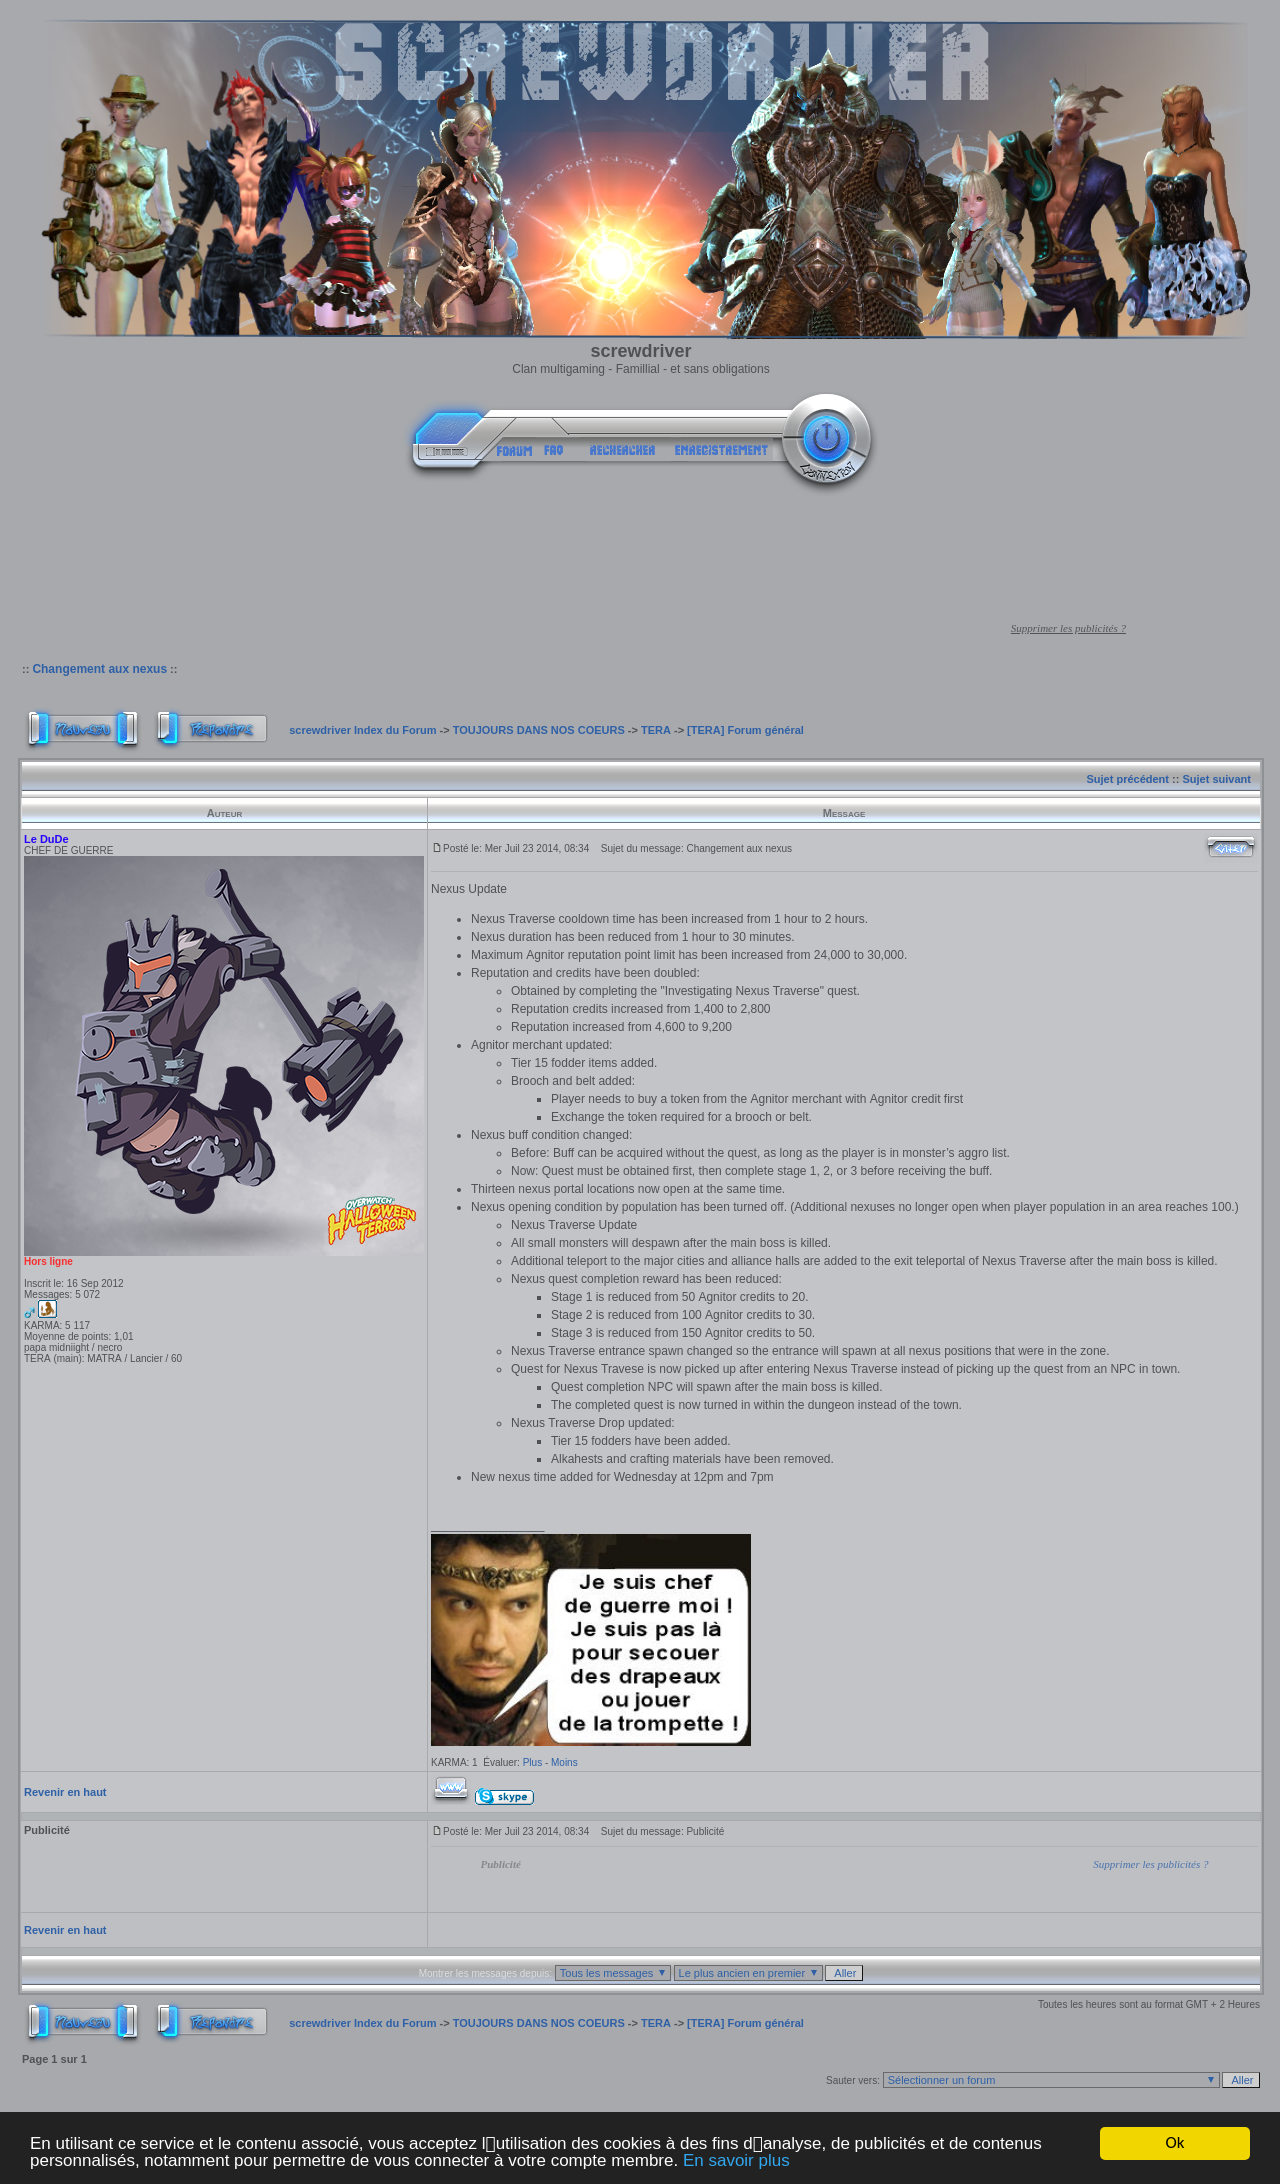 SCREWDRIVER
screwdriver
Clan multigaming - Famillial - et sans obligations
FORUM FAQ RECHERCHER ENREGISTREMENT
CONNEXION
Supprimer les publicités ?
:: Changement aux nexus ::
Nouveau Répondre screwdriver Index du Forum -> TOUJOURS DANS NOS COEURS -> TERA -> [TERA] Forum général
Sujet précédent :: Sujet suivant
Auteur Message
Le DuDe
CHEF DE GUERRE
OVERWATCH
HALLOWEEN
TERROR
Hors ligne
Inscrit le: 16 Sep 2012
Messages: 5 072
KARMA: 5 117
Moyenne de points: 1,01
papa midniight / necro
TERA (main): MATRA / Lancier / 60
Posté le: Mer Juil 23 2014, 08:34 Sujet du message: Changement aux nexus
Citer
Nexus Update
• Nexus Traverse cooldown time has been increased from 1 hour to 2 hours.
• Nexus duration has been reduced from 1 hour to 30 minutes.
• Maximum Agnitor reputation point limit has been increased from 24,000 to 30,000.
• Reputation and credits have been doubled:
◦ Obtained by completing the "Investigating Nexus Traverse" quest.
◦ Reputation credits increased from 1,400 to 2,800
◦ Reputation increased from 4,600 to 9,200
• Agnitor merchant updated:
◦ Tier 15 fodder items added.
◦ Brooch and belt added:
▪ Player needs to buy a token from the Agnitor merchant with Agnitor credit first
▪ Exchange the token required for a brooch or belt.
• Nexus buff condition changed:
◦ Before: Buff can be acquired without the quest, as long as the player is in monster's aggro list.
◦ Now: Quest must be obtained first, then complete stage 1, 2, or 3 before receiving the buff.
• Thirteen nexus portal locations now open at the same time.
• Nexus opening condition by population has been turned off. (Additional nexuses no longer open when player population in an area reaches 100.)
◦ Nexus Traverse Update
◦ All small monsters will despawn after the main boss is killed.
◦ Additional teleport to the major cities and alliance halls are added to the exit teleportal of Nexus Traverse after the main boss is killed.
◦ Nexus quest completion reward has been reduced:
▪ Stage 1 is reduced from 50 Agnitor credits to 20.
▪ Stage 2 is reduced from 100 Agnitor credits to 30.
▪ Stage 3 is reduced from 150 Agnitor credits to 50.
◦ Nexus Traverse entrance spawn changed so the entrance will spawn at all nexus positions that were in the zone.
◦ Quest for Nexus Travese is now picked up after entering Nexus Traverse instead of picking up the quest from an NPC in town.
▪ Quest completion NPC will spawn after the main boss is killed.
▪ The completed quest is now turned in within the dungeon instead of the town.
◦ Nexus Traverse Drop updated:
▪ Tier 15 fodders have been added.
▪ Alkahests and crafting materials have been removed.
• New nexus time added for Wednesday at 12pm and 7pm
_________________
Je suis chef
de guerre moi !
Je suis pas là
pour secouer
des drapeaux
ou jouer
de la trompette !
KARMA: 1 Évaluer: Plus - Moins
Revenir en haut
www skype
Publicité
Posté le: Mer Juil 23 2014, 08:34 Sujet du message: Publicité
Publicité Supprimer les publicités ?
Revenir en haut
Montrer les messages depuis: Tous les messages ▼ Le plus ancien en premier ▼ Aller
Toutes les heures sont au format GMT + 2 Heures
Nouveau Répondre screwdriver Index du Forum -> TOUJOURS DANS NOS COEURS -> TERA -> [TERA] Forum général
Page 1 sur 1
Sauter vers: Sélectionner un forum ▼ Aller
En utilisant ce service et le contenu associé, vous acceptez l▯utilisation des cookies à des fins d▯analyse, de publicités et de contenus
personnalisés, notamment pour permettre de vous connecter à votre compte membre. En savoir plus
Ok